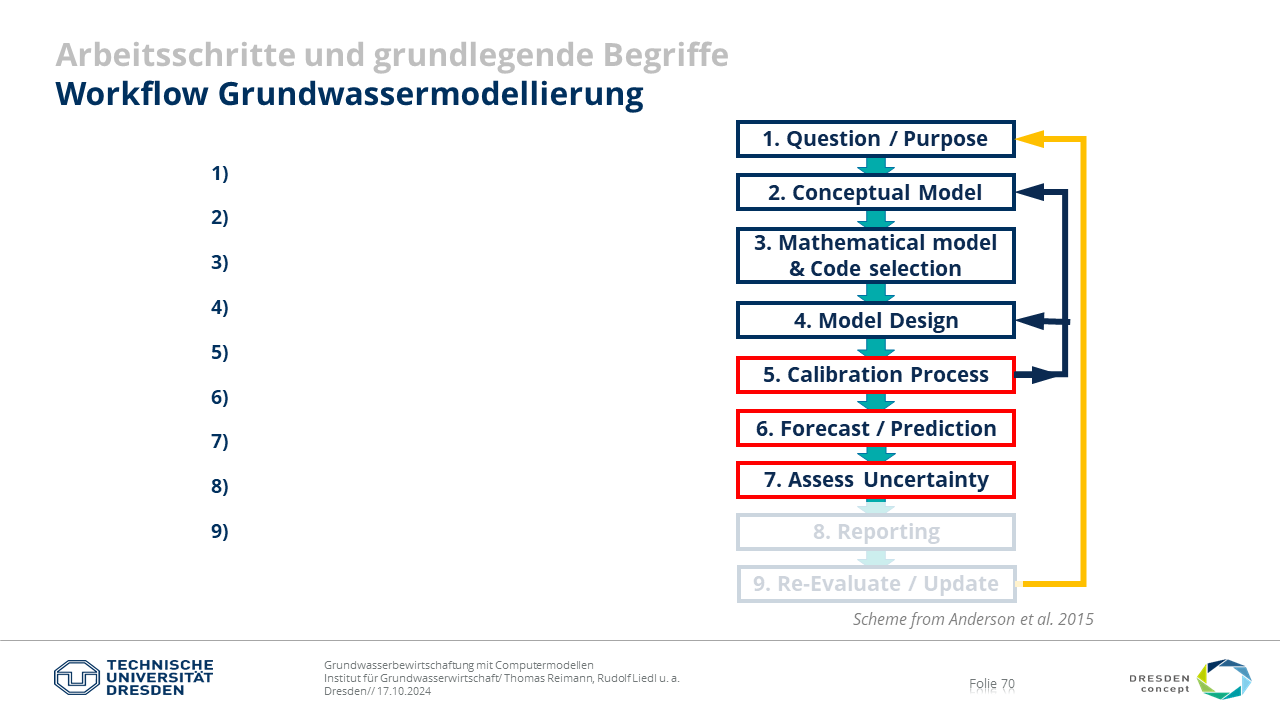 Arbeitsschritte und grundlegende Begriffe
Workflow Grundwassermodellierung
1)
2)
3)
4)
5)
6)
7)
8)
9)
1. Question / Purpose
2. Conceptual Model
3. Mathematical model
& Code selection
4. Model Design
5. Calibration Process
6. Forecast / Prediction
7. Assess Uncertainty
8. Reporting
9. Re-Evaluate / Update
Scheme from Anderson et al. 2015
TECHNISCHE
UNIVERSITÄT
DRESDEN
Grundwasserbewirtschaftung mit Computermodellen
Institut für Grundwasserwirtschaft/ Thomas Reimann, Rudolf Liedl u. a.
Dresden// 17.10.2024
Folie 70
DRESDEN
concept